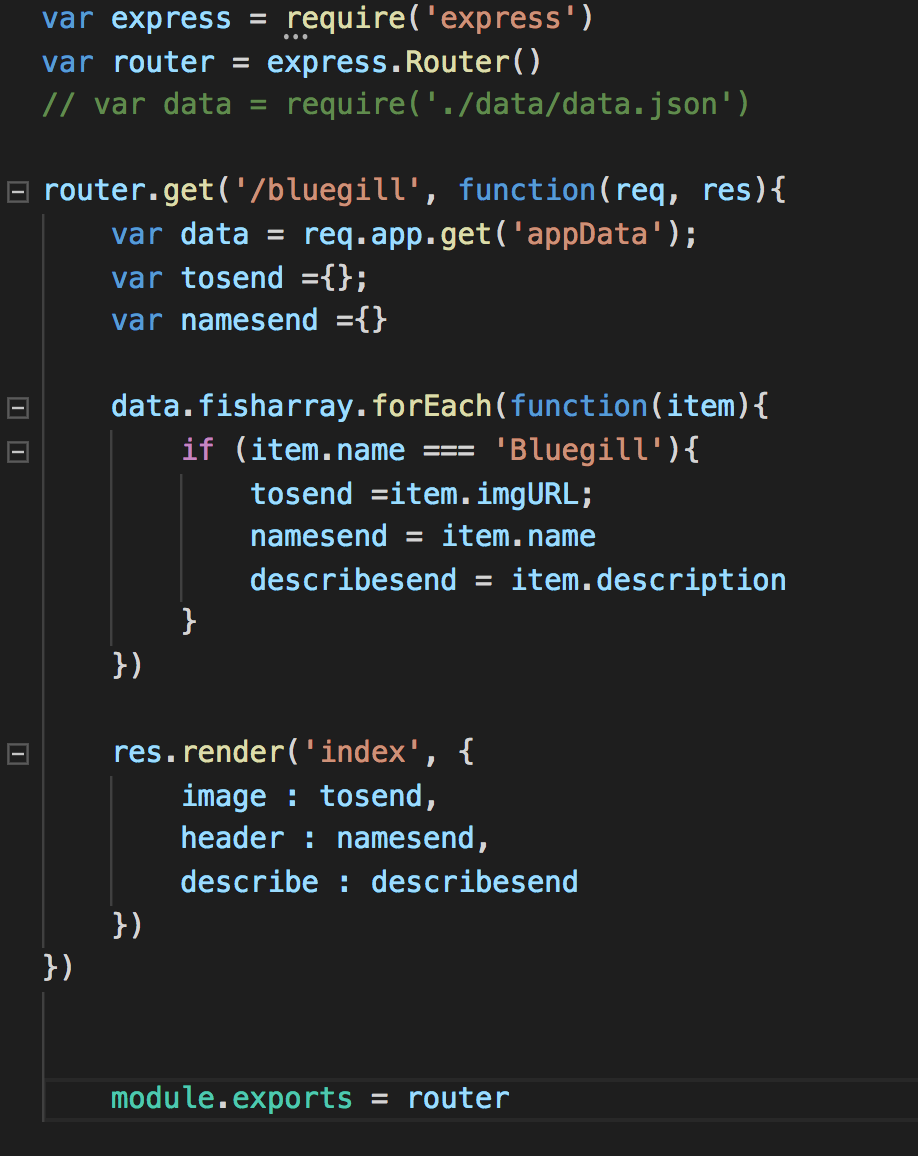 var express = require('express')
var router = express.Router()
// var data = require('./data/data.json')
router.get('/bluegill', function(req, res){
var data = req.app.get('appData');
var tosend ={};
var namesend ={}
data.fisharray.forEach(function(item){
if (item.name === 'Bluegill'){
tosend =item.imgURL;
namesend = item.name
describesend = item.description
}
})
res.render('index', {
image : tosend,
header : namesend,
describe : describesend
})
})
module.exports = router